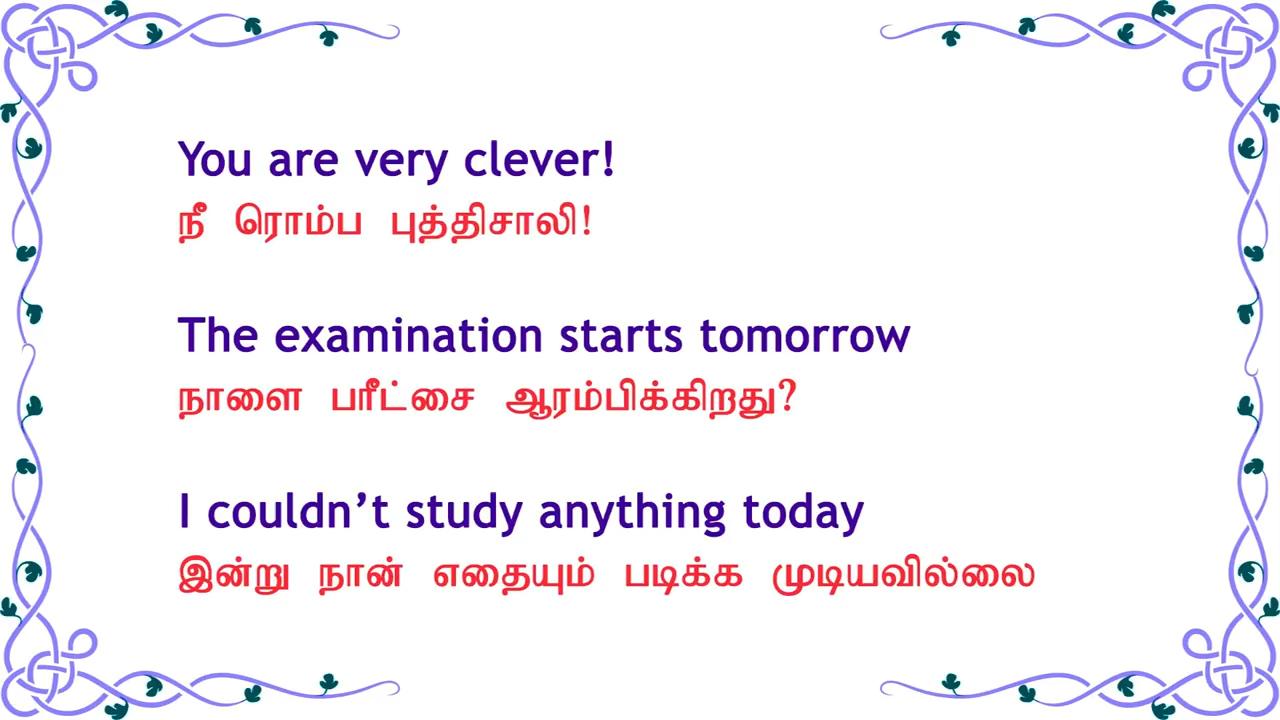 You are very clever!
நீ ரொம்ப புத்திசாலி!
The examination starts tomorrow
நாளை பரீட்சை ஆரம்பிக்கிறது?
I couldn’t study anything today
இன்று நான் எதையும் படிக்க முடியவில்லை